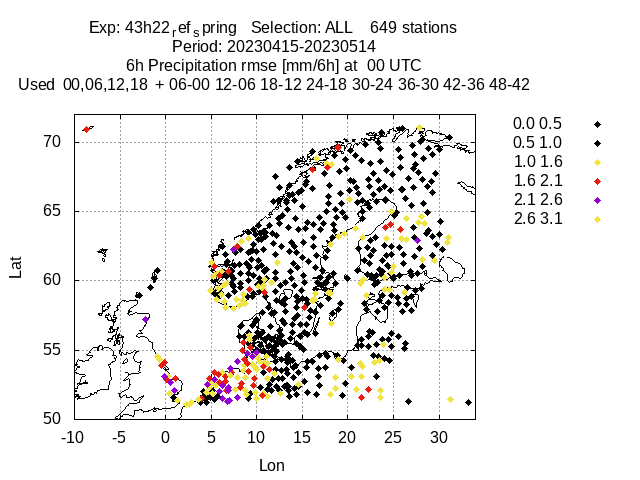 Exp: 43h22refspring Selection: ALL 649 stations
Period: 20230415-20230514
6h Precipitation rmse [mm/6h] at 00 UTC
Used 00,06,12,18 + 06-00 12-06 18-12 24-18 30-24 36-30 42-36 48-42
0.0 0.5
0.5 1.0
1.0 1.6
1.6 2.1
2.1 2.6
2.6 3.1
70
65
60
55
50
Lat
-10 -5 0 5 10 15 20 25 30
Lon